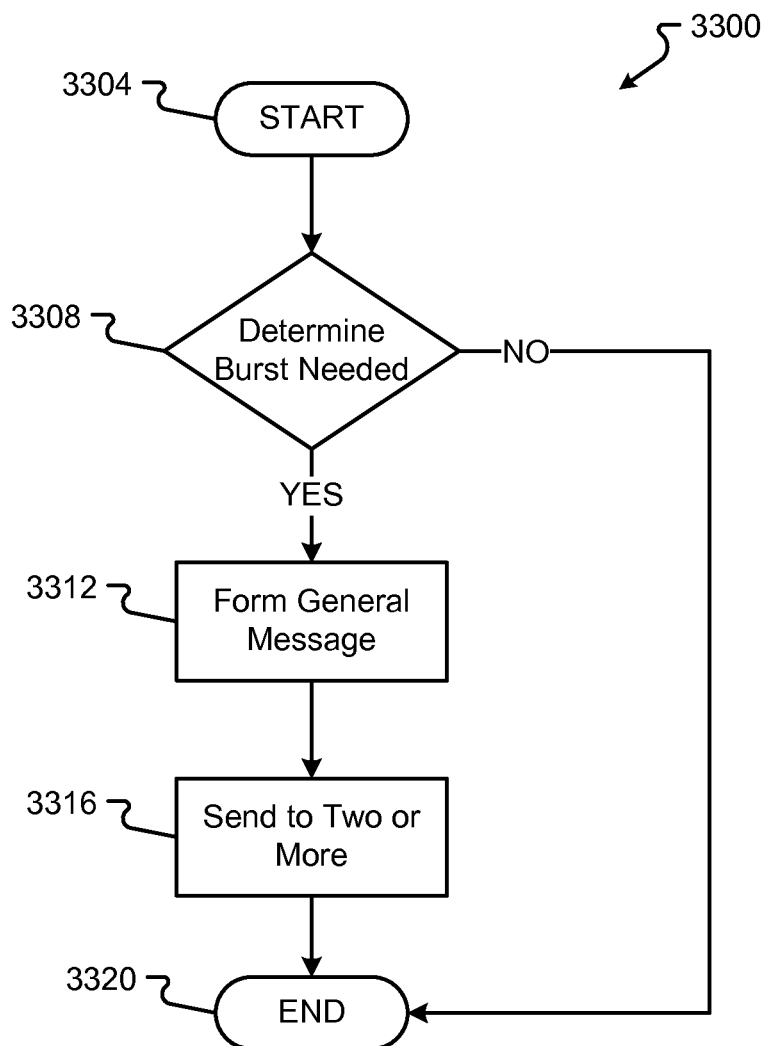 3300
3304
START
3308
Determine
Burst Needed
NO
YES
3312
Form General
Message
3316
Send to Two or
More
3320
END